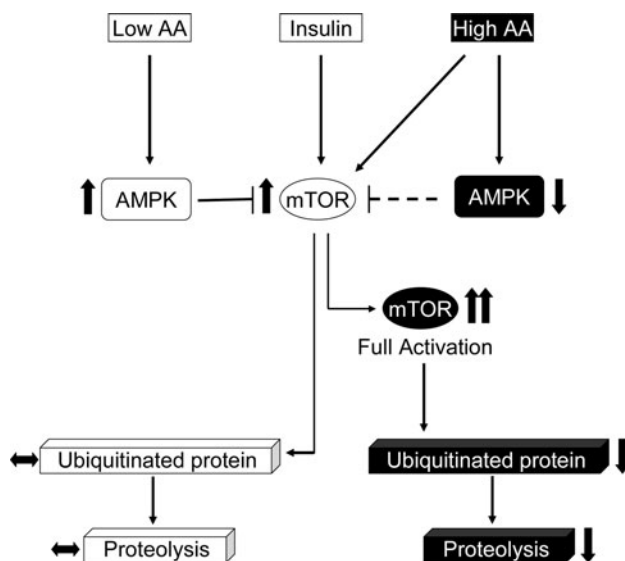 Low AA
Insulin
High AA
AMPK
mTOR
AMPK
mTOR
Full Activation
Ubiquitinated protein
Ubiquitinated protein
Proteolysis
Proteolysis